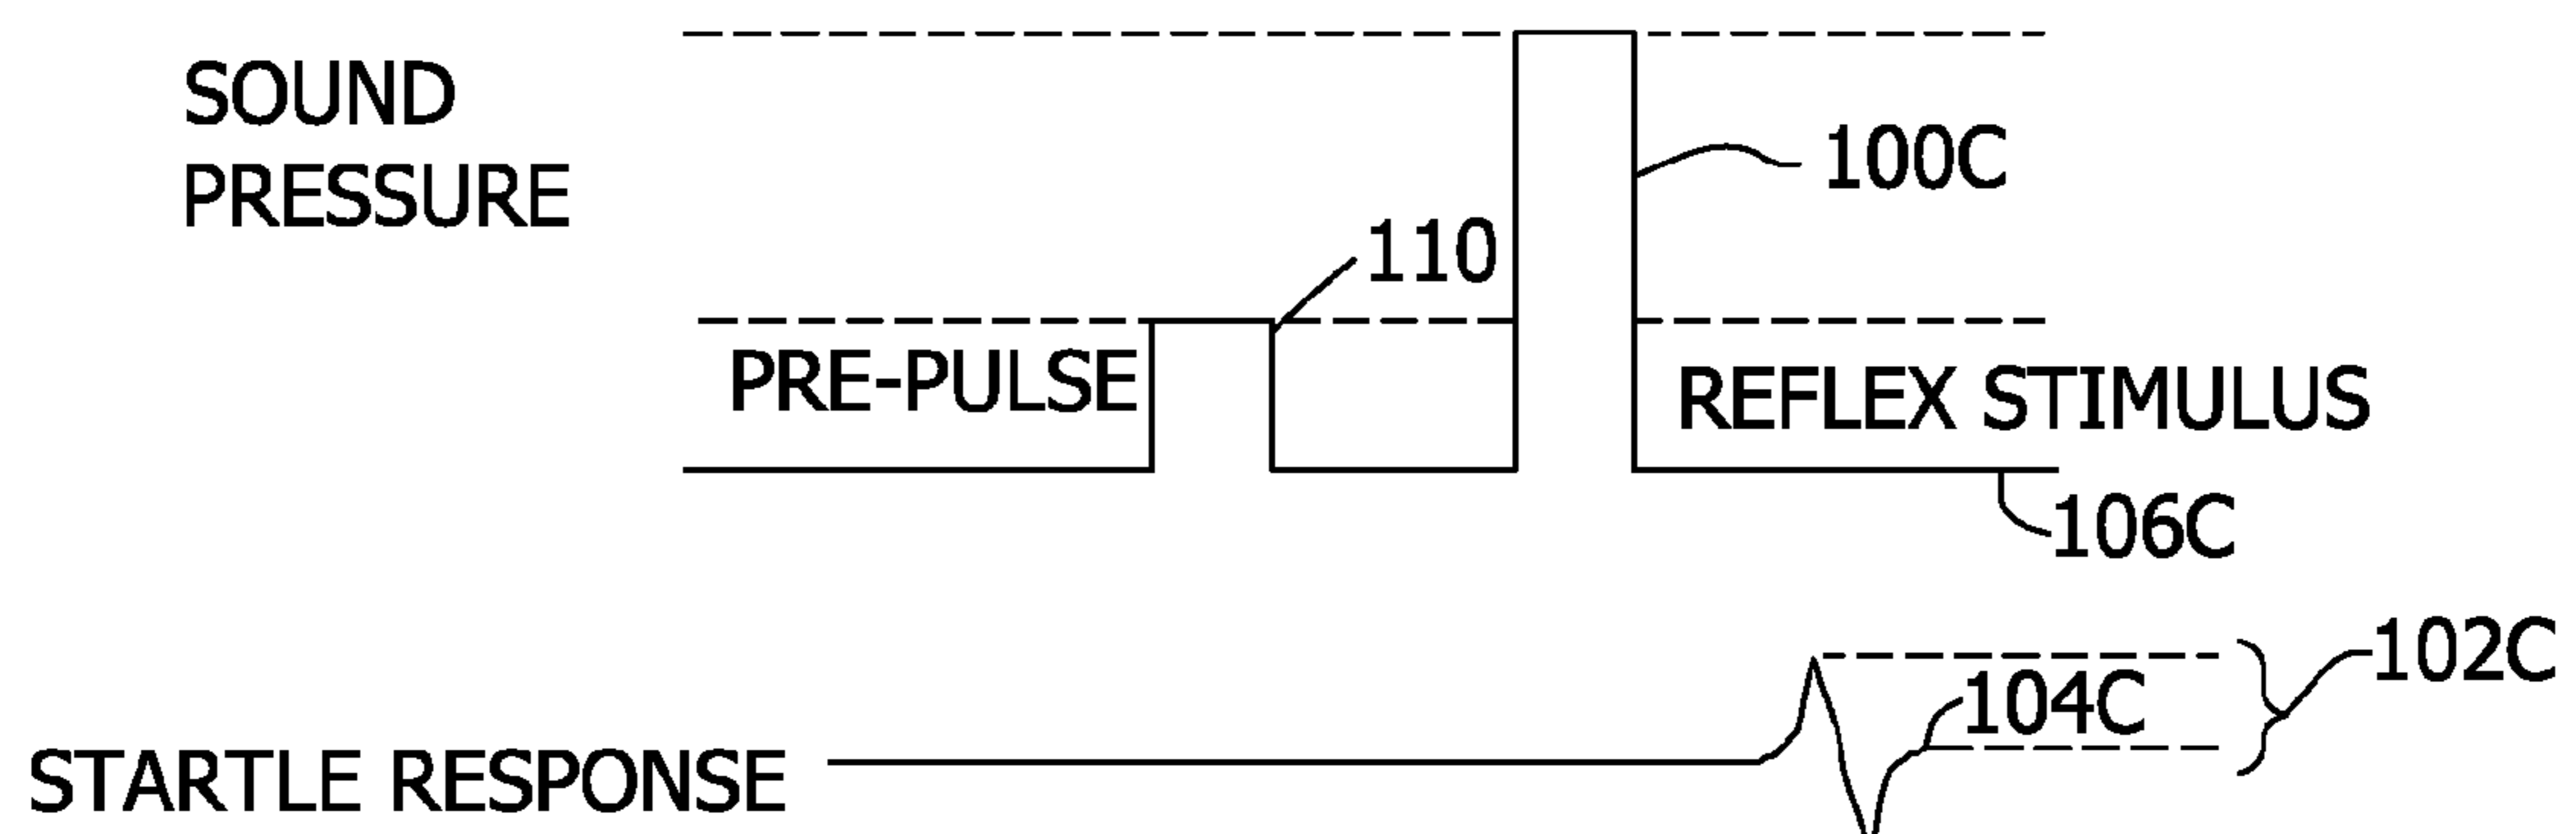 SOUND
PRESSURE
100C
110
PRE-PULSE
REFLEX STIMULUS
106C
102C
104C
STARTLE RESPONSE